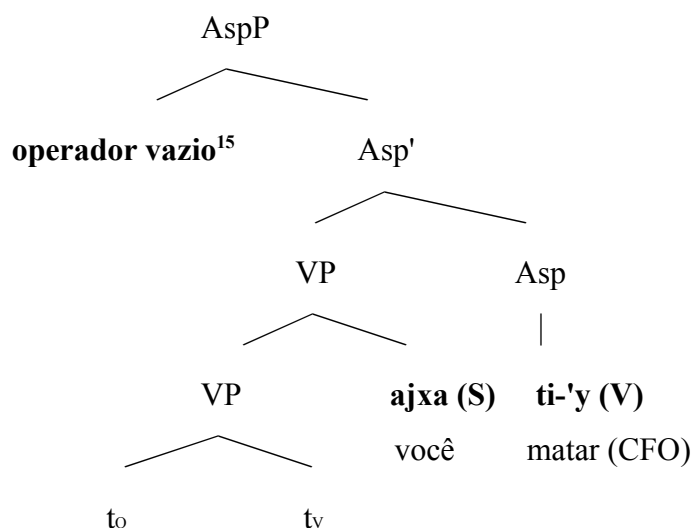 AspP
operador vazio15 Asp'
VP Asp
VP ajxa (S) ti-'y (V)
você matar (CFO)
tO tV